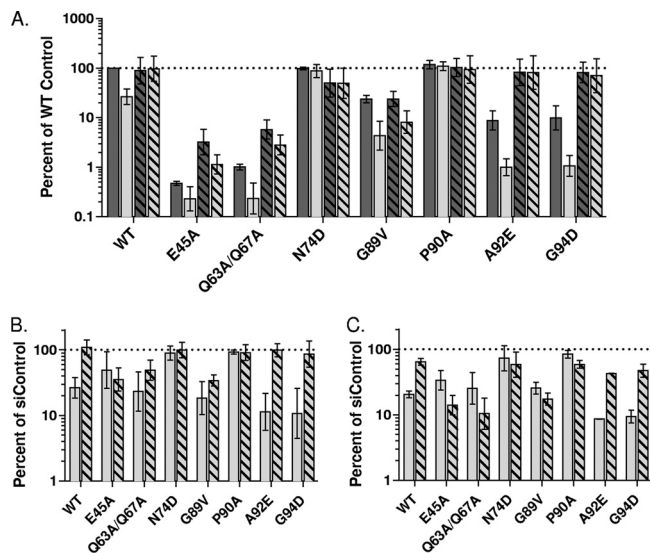 A.
Percent of WT Control
1000
100
10
1
0.1
WT
E45A
Q63A/Q67A
N74D
G89V
P90A
A92E
G94D
B.
Percent of siControl
100
10
1
WT
E45A
Q63A/Q67A
N74D
G89V
P90A
A92E
G94D
C.
Percent of siControl
100
10
1
WT
E45A
Q63A/Q67A
N74D
G89V
P90A
A92E
G94D